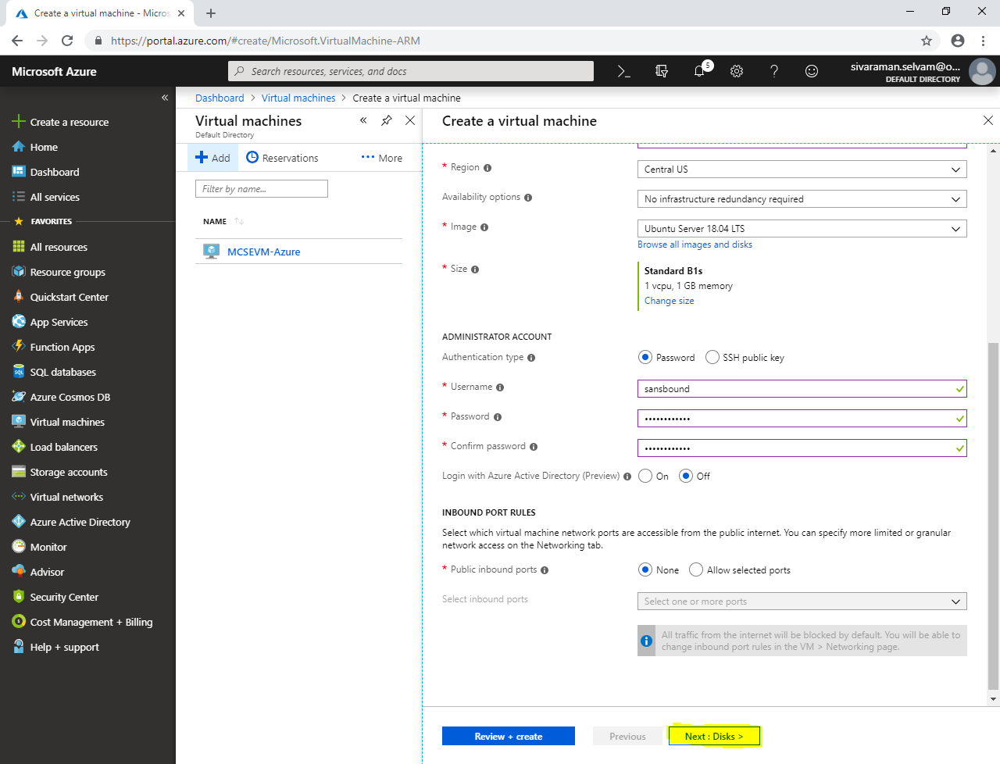 Create a virtual machine - Micros
https://portal.azure.com/#create/Microsoft.VirtualMachine-ARM
Microsoft Azure
Search resources, services, and docs
5
sivaraman.selvam@o...
DEFAULT DIRECTORY
Create a resource
Home
Dashboard
All services
FAVORITES
All resources
Resource groups
Quickstart Center
App Services
Function Apps
SQL databases
Azure Cosmos DB
Virtual machines
Load balancers
Storage accounts
Virtual networks
Azure Active Directory
Monitor
Advisor
Security Center
Cost Management + Billing
Help + support
Dashboard > Virtual machines > Create a virtual machine
Virtual machines
Default Directory
Add
Reservations
More
Filter by name...
NAME
MCSEVM-Azure
Create a virtual machine
* Region
Central US
Availability options
No infrastructure redundancy required
* Image
Ubuntu Server 18.04 LTS
Browse all images and disks
* Size
Standard B1s
1 vcpu, 1 GB memory
Change size
ADMINISTRATOR ACCOUNT
Authentication type
Password
SSH public key
* Username
sansbound
* Password
••••••••••••
* Confirm password
••••••••••••
Login with Azure Active Directory (Preview)
On
Off
INBOUND PORT RULES
Select which virtual machine network ports are accessible from the public internet. You can specify more limited or granular
network access on the Networking tab.
* Public inbound ports
None
Allow selected ports
Select inbound ports
Select one or more ports
All traffic from the internet will be blocked by default. You will be able to
change inbound port rules in the VM > Networking page.
Review + create
Previous
Next : Disks >